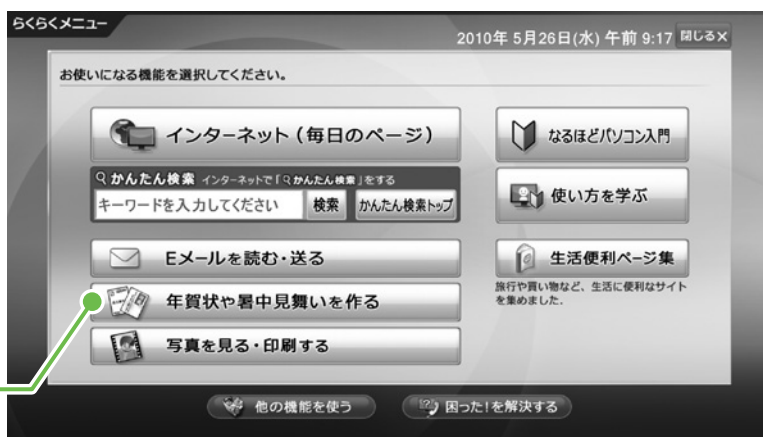 らくらくメニュー
2010年 5月26日(水) 午前 9:17 閉じる×
お使いになる機能を選択してください。
インターネット(毎日のページ)
かんたん検索 インターネットで「かんたん検索」をする
キーワードを入力してください 検索 かんたん検索トップ
Eメールを読む・送る
年賀状や暑中見舞いを作る
写真を見る・印刷する
なるほどパソコン入門
使い方を学ぶ
生活便利ページ集
旅行や買い物など、生活に便利なサイト
を集めました.
他の機能を使う
困った!を解決する